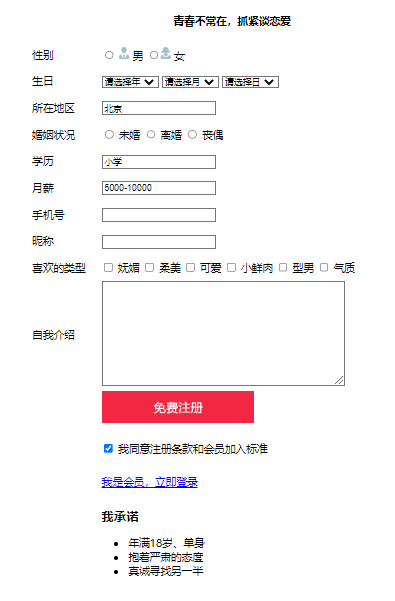 青春不常在，抓紧谈恋爱
性别 男 女
生日 请选择年 请选择月 请选择日
所在地区 北京
婚姻状况 未婚 离婚 丧偶
学历 小学
月薪 5000-10000
手机号
昵称
喜欢的类型 妩媚 柔美 可爱 小鲜肉 型男 气质
自我介绍
免费注册
我同意注册条款和会员加入标准
我是会员，立即登录
我承诺
年满18岁、单身
抱着严肃的态度
真诚寻找另一半